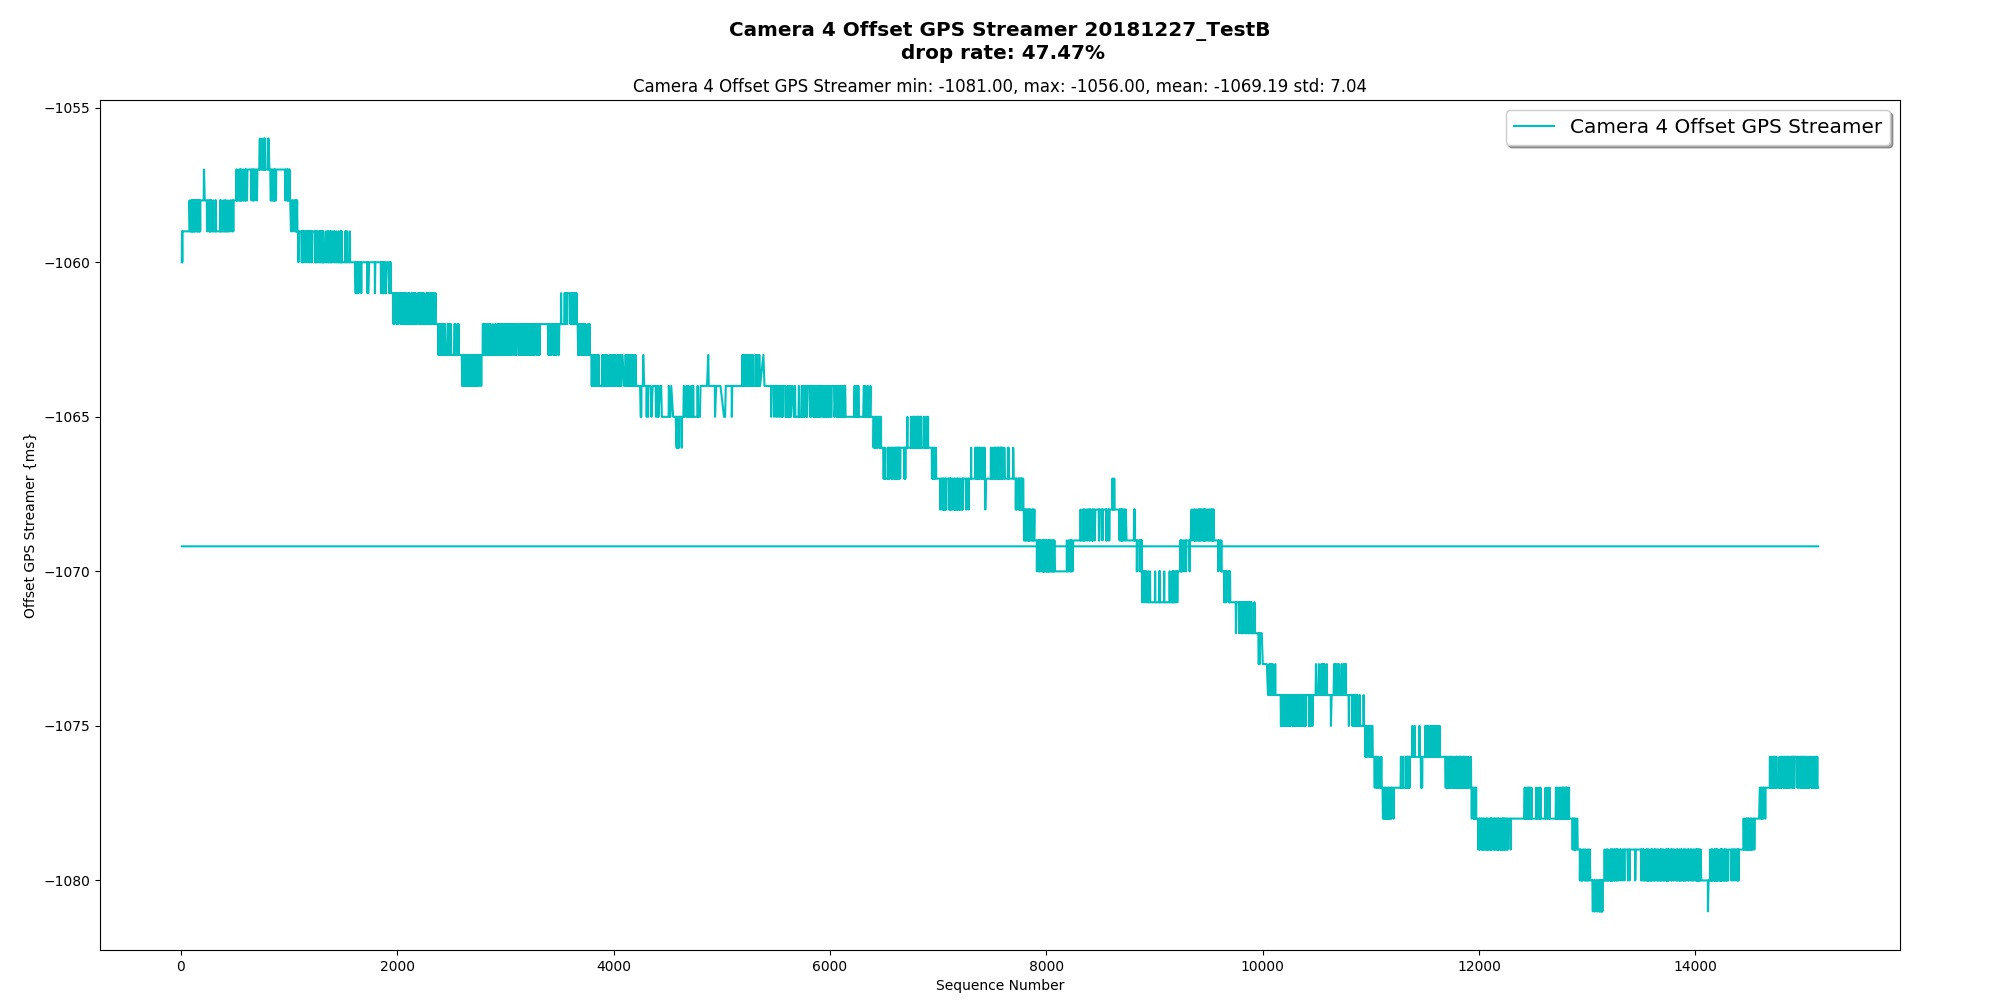 Camera 4 Offset GPS Streamer 20181227_TestB
drop rate: 47.47%
Camera 4 Offset GPS Streamer min: -1081.00, max: -1056.00, mean: -1069.19 std: 7.04
Camera 4 Offset GPS Streamer
Offset GPS Streamer {ms}
−1055
−1060
−1065
−1070
−1075
−1080
0 2000 4000 6000 8000 10000 12000 14000
Sequence Number